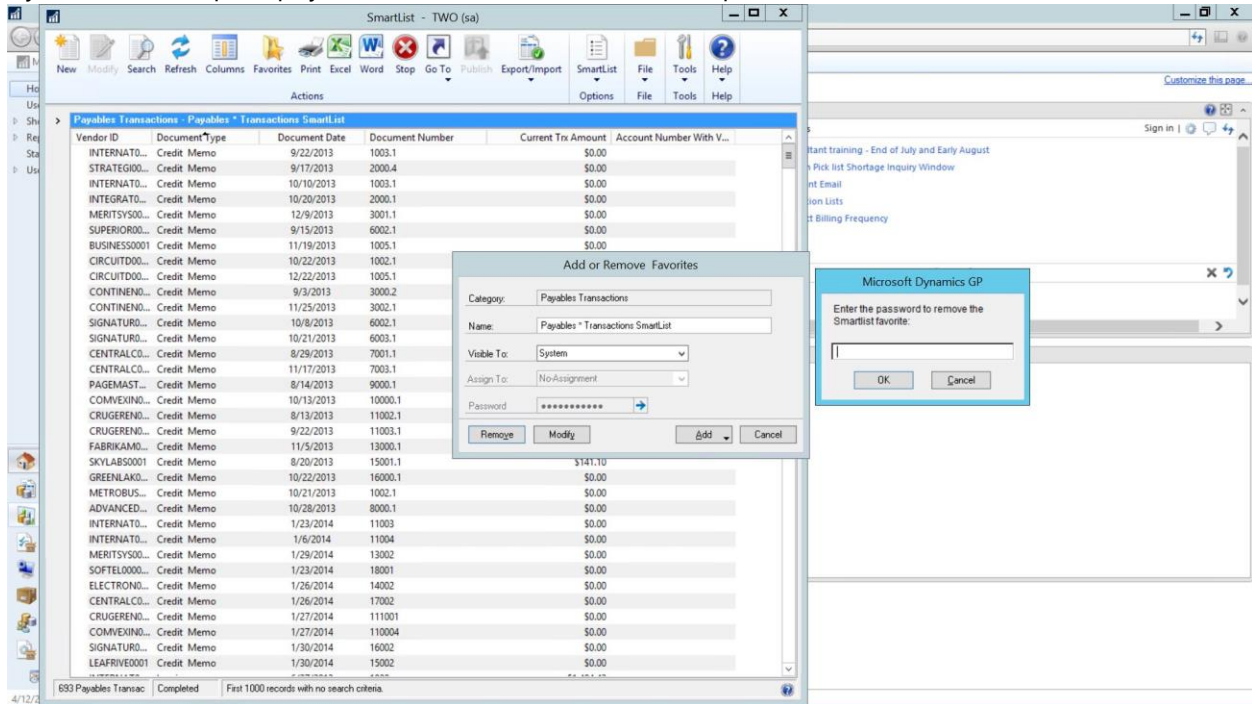 SmartList - TWO (sa)
New Modify Search Refresh Columns Favorites Print Excel Word Stop Go To Publish Export/Import SmartList File Tools Help
Actions Options File Tools Help
Customize this page...
Payables Transactions - Payables * Transactions SmartList
Sign in |
Vendor ID Document Type Document Date Document Number Current Trx Amount Account Number With V...
INTERNAT0... Credit Memo 9/22/2013 1003.1 $0.00
STRATEGI00... Credit Memo 9/17/2013 2000.4 $0.00
INTERNAT0... Credit Memo 10/10/2013 1003.1 $0.00
INTEGRAT0... Credit Memo 10/20/2013 2000.1 $0.00
MERITSYS00... Credit Memo 12/9/2013 3001.1 $0.00
SUPERIOR00... Credit Memo 9/15/2013 6002.1 $0.00
BUSINESS0001 Credit Memo 11/19/2013 1005.1 $0.00
CIRCUITD00... Credit Memo 10/22/2013 1002.1
CIRCUITD00... Credit Memo 12/22/2013 1005.1
CONTINEN0... Credit Memo 9/3/2013 3000.2
CONTINEN0... Credit Memo 11/25/2013 3002.1
SIGNATUR0... Credit Memo 10/8/2013 6002.1
SIGNATUR0... Credit Memo 10/21/2013 6003.1
CENTRALC0... Credit Memo 8/29/2013 7001.1
CENTRALC0... Credit Memo 11/17/2013 7003.1
PAGEMAST... Credit Memo 8/14/2013 9000.1
COMVEXIN0... Credit Memo 10/13/2013 10000.1
CRUGEREN0... Credit Memo 8/13/2013 11002.1
CRUGEREN0... Credit Memo 9/22/2013 11003.1
FABRIKAM0... Credit Memo 11/5/2013 13000.1
SKYLABS0001 Credit Memo 8/20/2013 15001.1 $141.10
GREENLAK0... Credit Memo 10/22/2013 16000.1 $0.00
METROBUS... Credit Memo 10/21/2013 1002.1 $0.00
ADVANCED... Credit Memo 10/28/2013 8000.1 $0.00
INTERNAT0... Credit Memo 1/23/2014 11003 $0.00
INTERNAT0... Credit Memo 1/6/2014 11004 $0.00
MERITSYS00... Credit Memo 1/29/2014 13002 $0.00
SOFTEL0000... Credit Memo 1/23/2014 18001 $0.00
ELECTRON0... Credit Memo 1/26/2014 14002 $0.00
CENTRALC0... Credit Memo 1/26/2014 17002 $0.00
CRUGEREN0... Credit Memo 1/27/2014 111001 $0.00
COMVEXIN0... Credit Memo 1/27/2014 110004 $0.00
SIGNATUR0... Credit Memo 1/30/2014 16002 $0.00
LEAFRIVE0001 Credit Memo 1/30/2014 15002 $0.00
693 Payables Transac Completed First 1000 records with no search criteria.
Add or Remove Favorites
Category: Payables Transactions
Name: Payables * Transactions SmartList
Visible To: System
Assign To: No-Assignment
Password
Remove Modify Add Cancel
Microsoft Dynamics GP
Enter the password to remove the
Smartlist favorite:
OK Cancel
training - End of July and Early August
Pick list Shortage Inquiry Window
Email
Lists
Billing Frequency